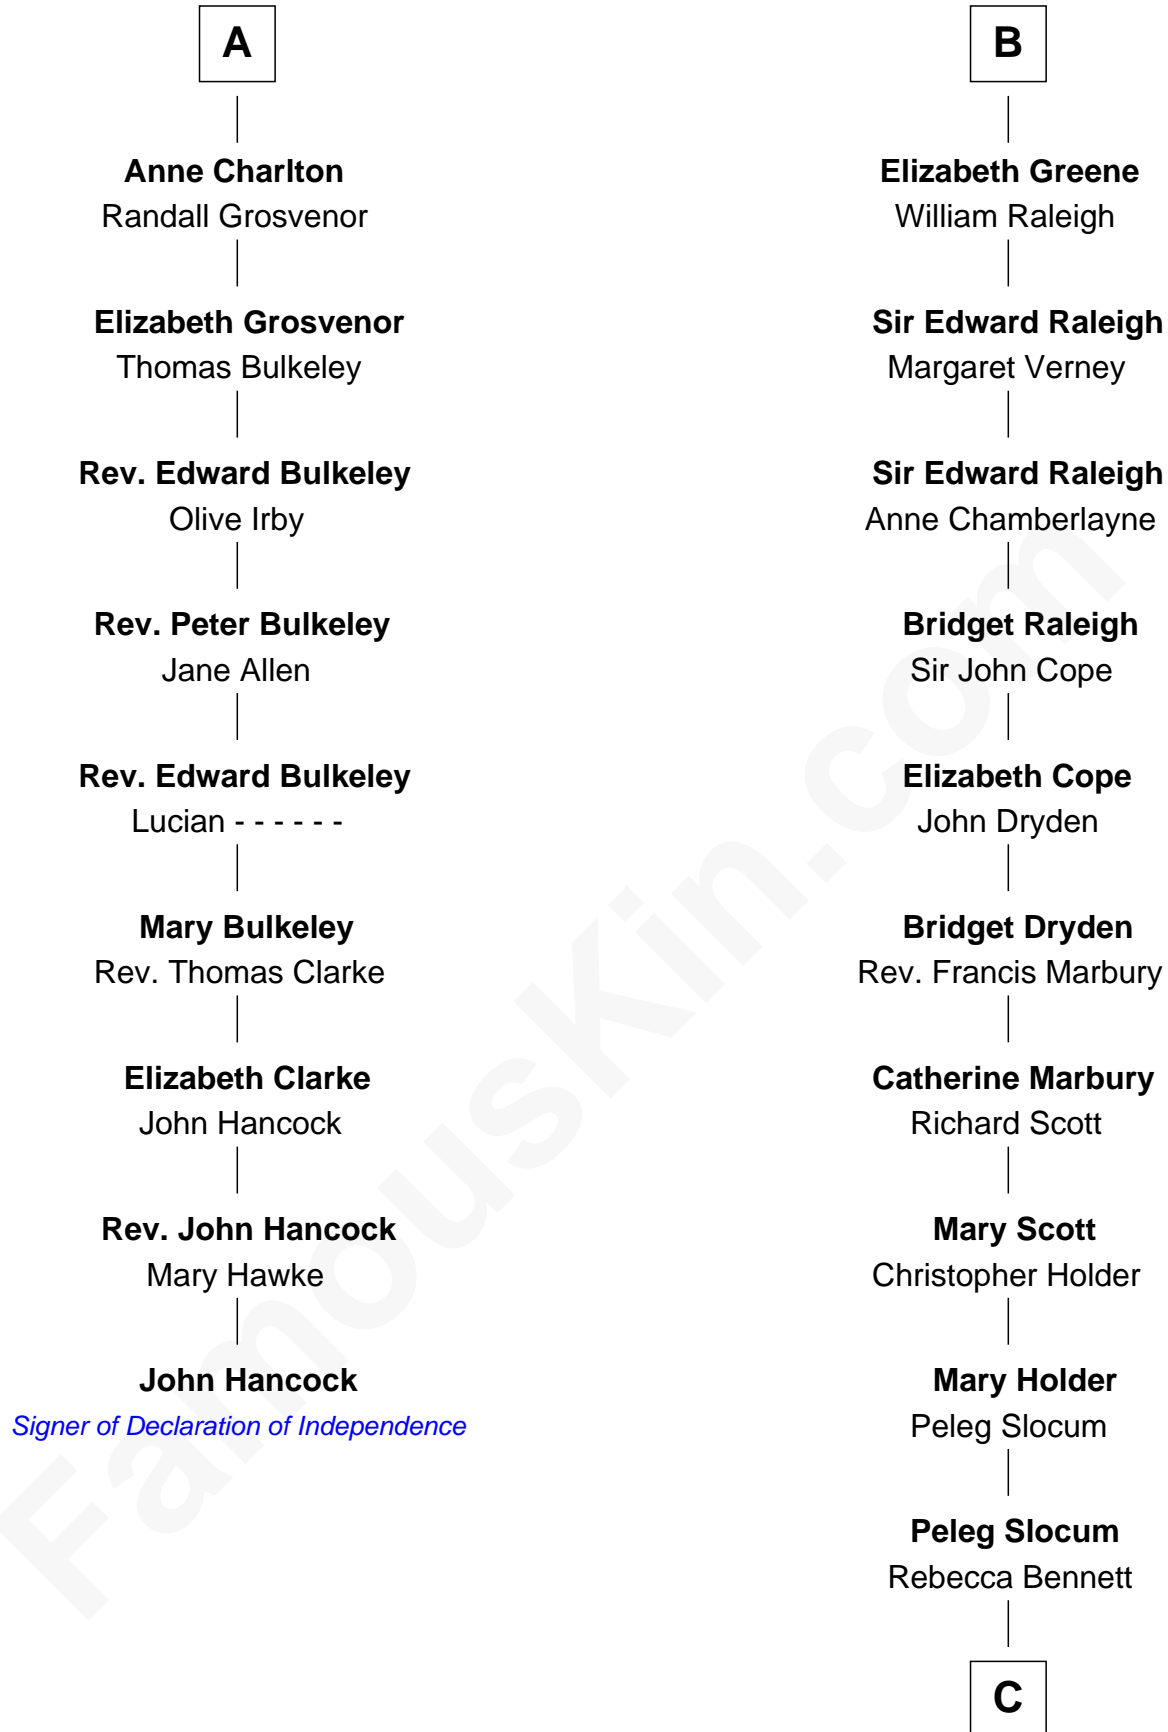 A
Anne Charlton
Randall Grosvenor
Elizabeth Grosvenor
Thomas Bulkeley
Rev. Edward Bulkeley
Olive Irby
Rev. Peter Bulkeley
Jane Allen
Rev. Edward Bulkeley
Lucian - - - - - -
Mary Bulkeley
Rev. Thomas Clarke
Elizabeth Clarke
John Hancock
Rev. John Hancock
Mary Hawke
John Hancock
Signer of Declaration of Independence
B
Elizabeth Greene
William Raleigh
Sir Edward Raleigh
Margaret Verney
Sir Edward Raleigh
Anne Chamberlayne
Bridget Raleigh
Sir John Cope
Elizabeth Cope
John Dryden
Bridget Dryden
Rev. Francis Marbury
Catherine Marbury
Richard Scott
Mary Scott
Christopher Holder
Mary Holder
Peleg Slocum
Peleg Slocum
Rebecca Bennett
C
FamousKin.com